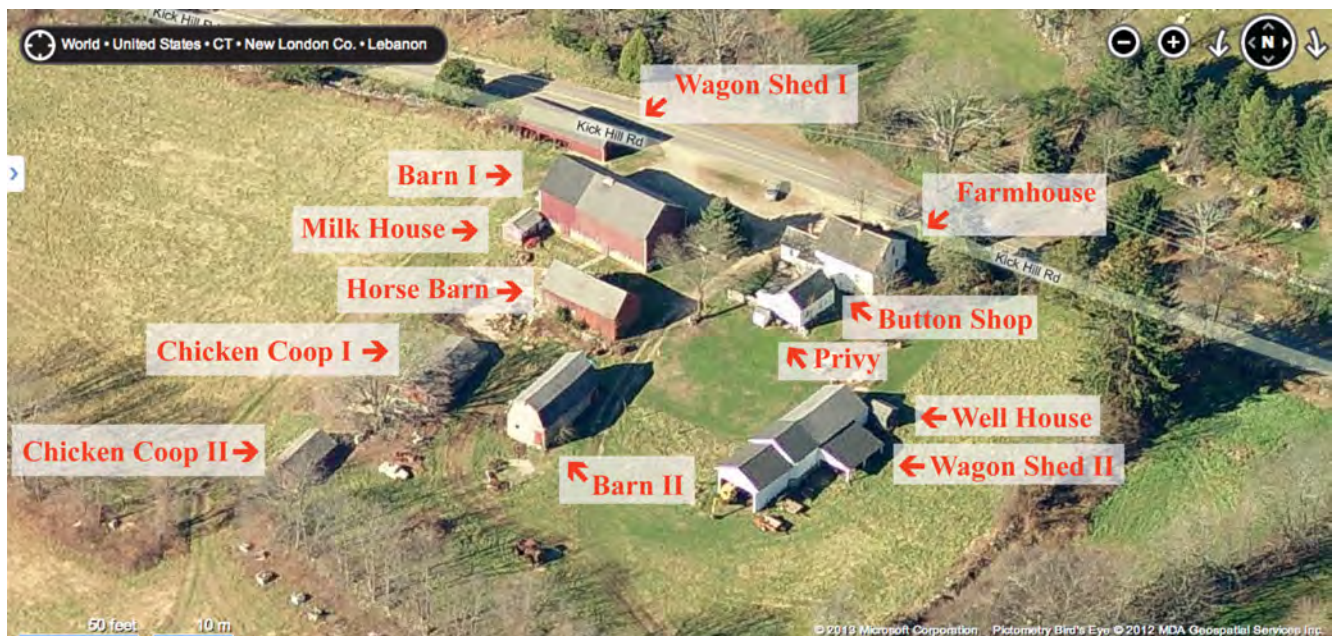 Kick Hill Rd
World • United States • CT • New London Co. • Lebanon
N
Wagon Shed I
Kick Hill Rd
Barn I
Farmhouse
Milk House
Kick Hill Rd
Horse Barn
Button Shop
Chicken Coop I
Privy
Well House
Chicken Coop II
Wagon Shed II
Barn II
50 feet 10 m
© 2013 Microsoft Corporation Pictometry Bird's Eye © 2012 MDA Geospatial Services Inc.